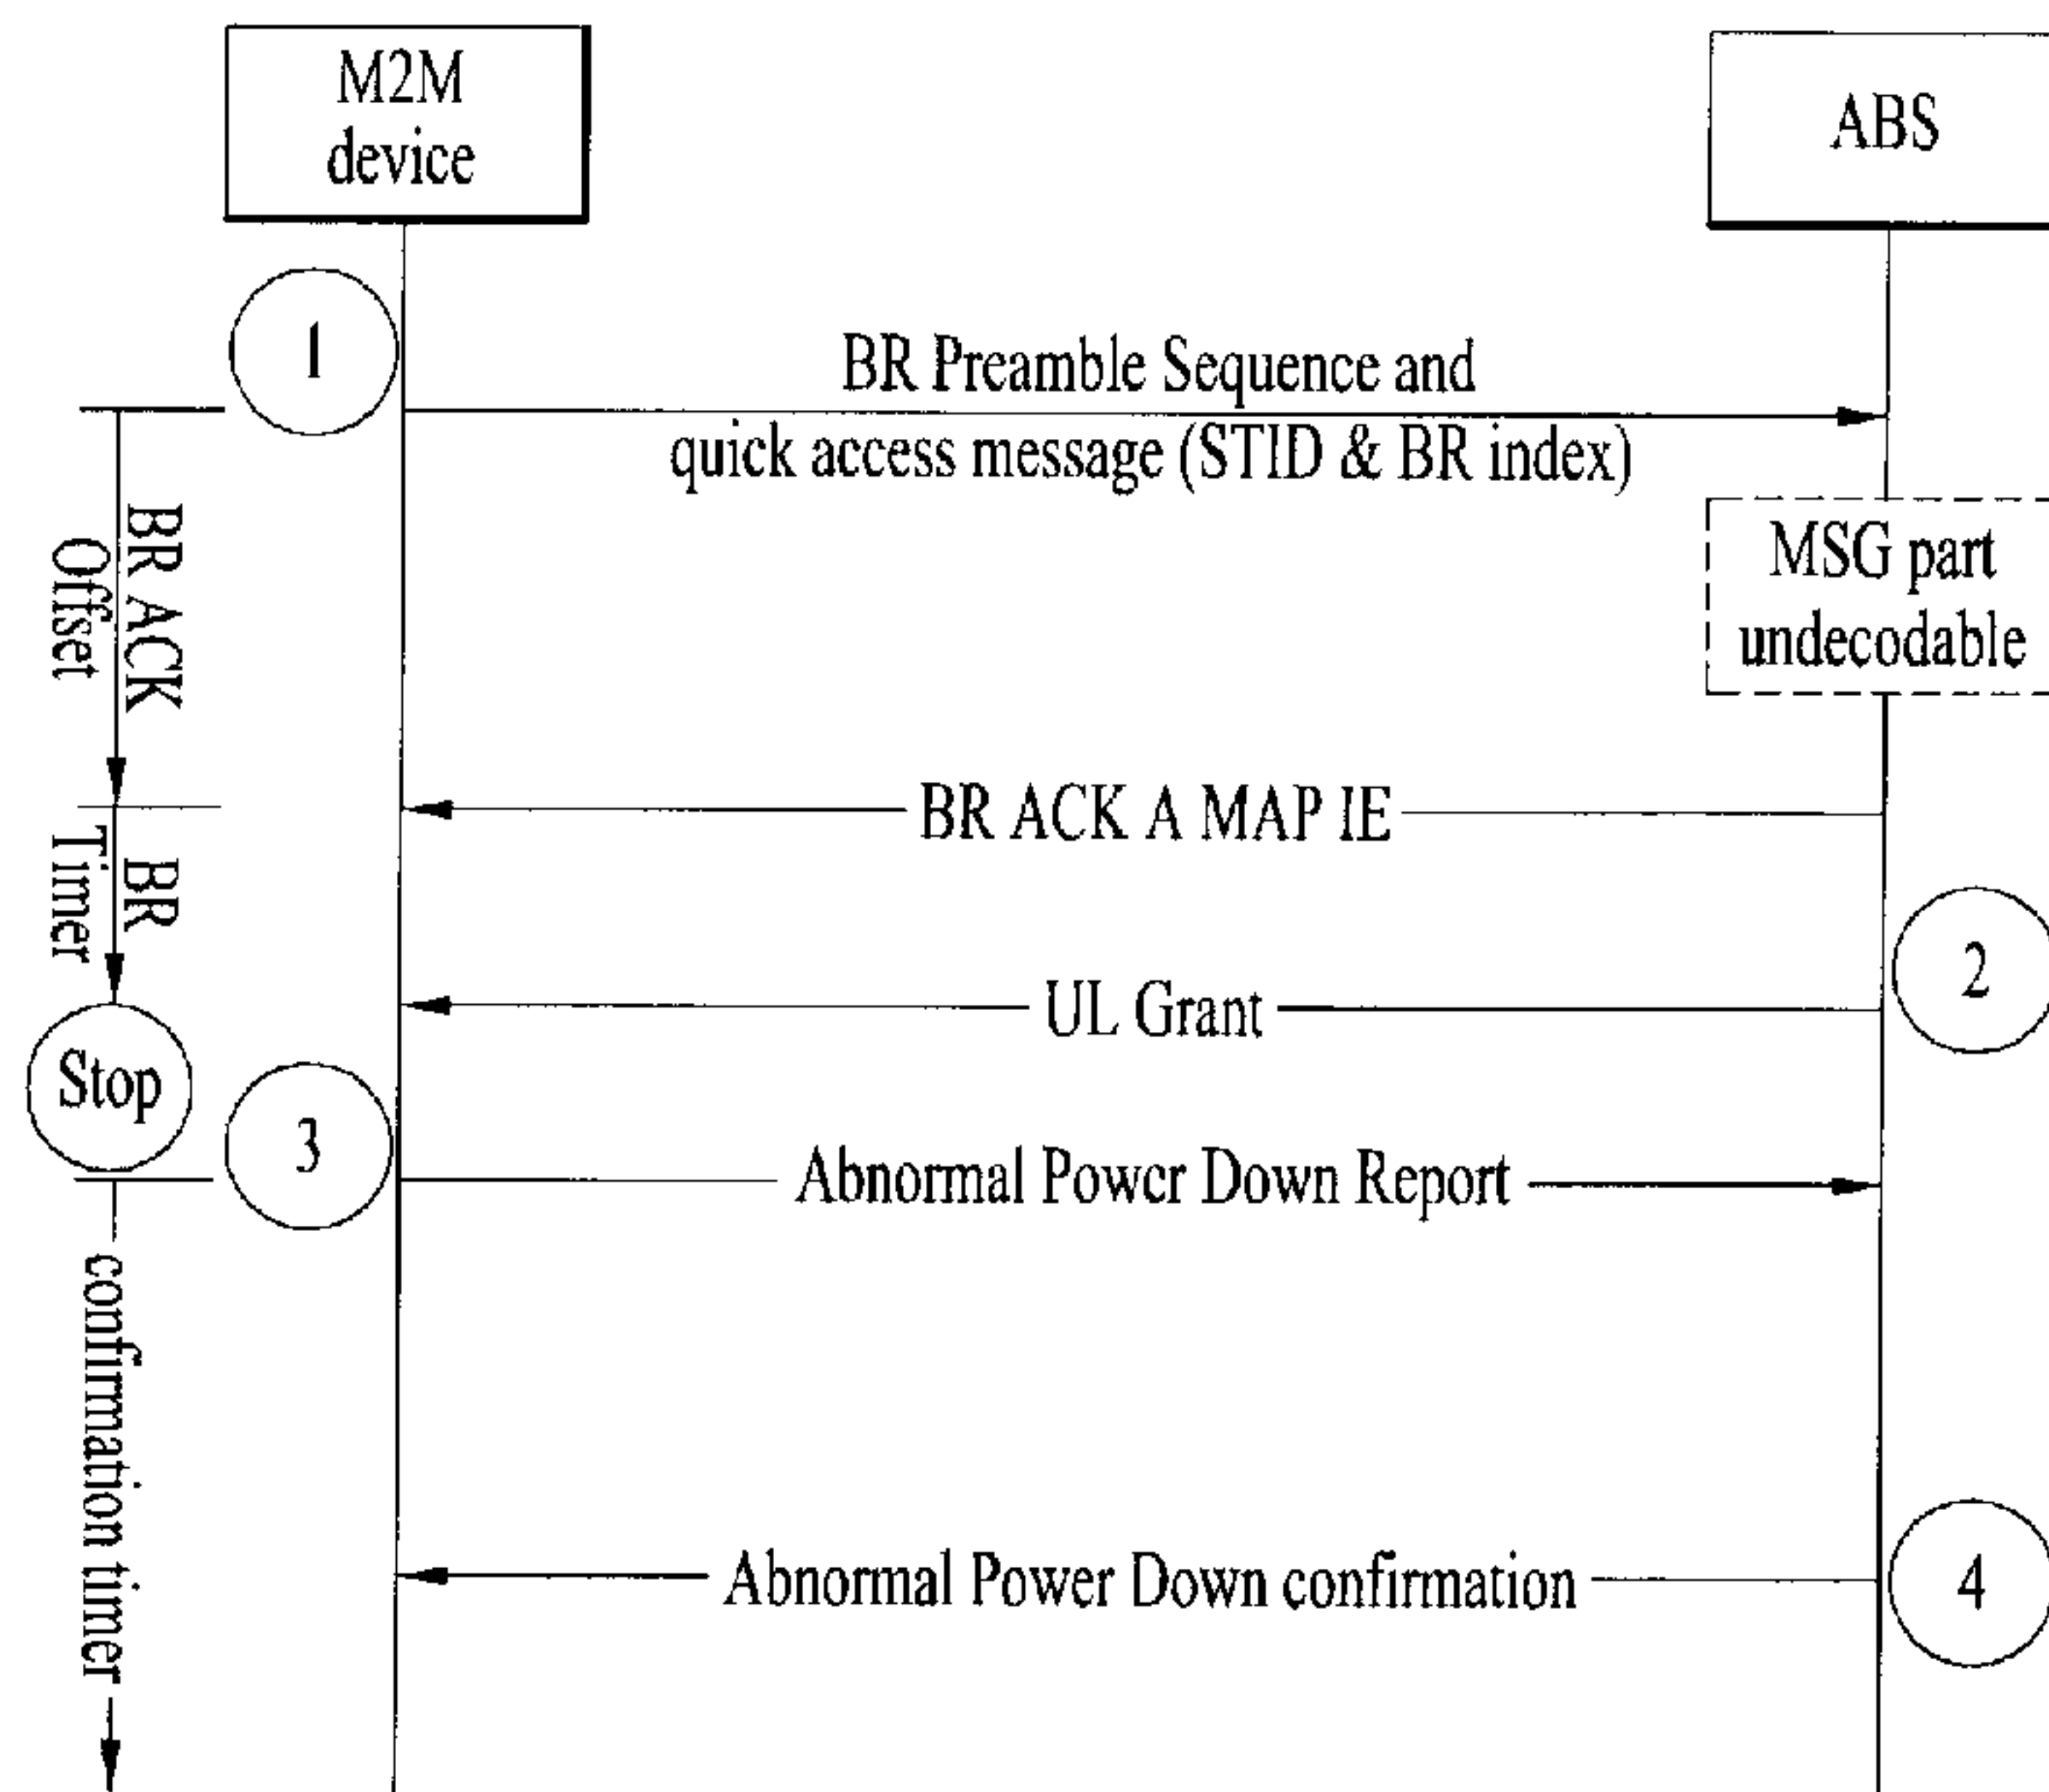 M2M
device
ABS
1
BR Preamble Sequence and
quick access message (STID & BR index)
BR ACK
Offset
MSG part
undecodable
BR ACK A MAP IE
BR
Timer
2
UL Grant
Stop
3
Abnormal Power Down Report
confirmation timer
Abnormal Power Down confirmation
4